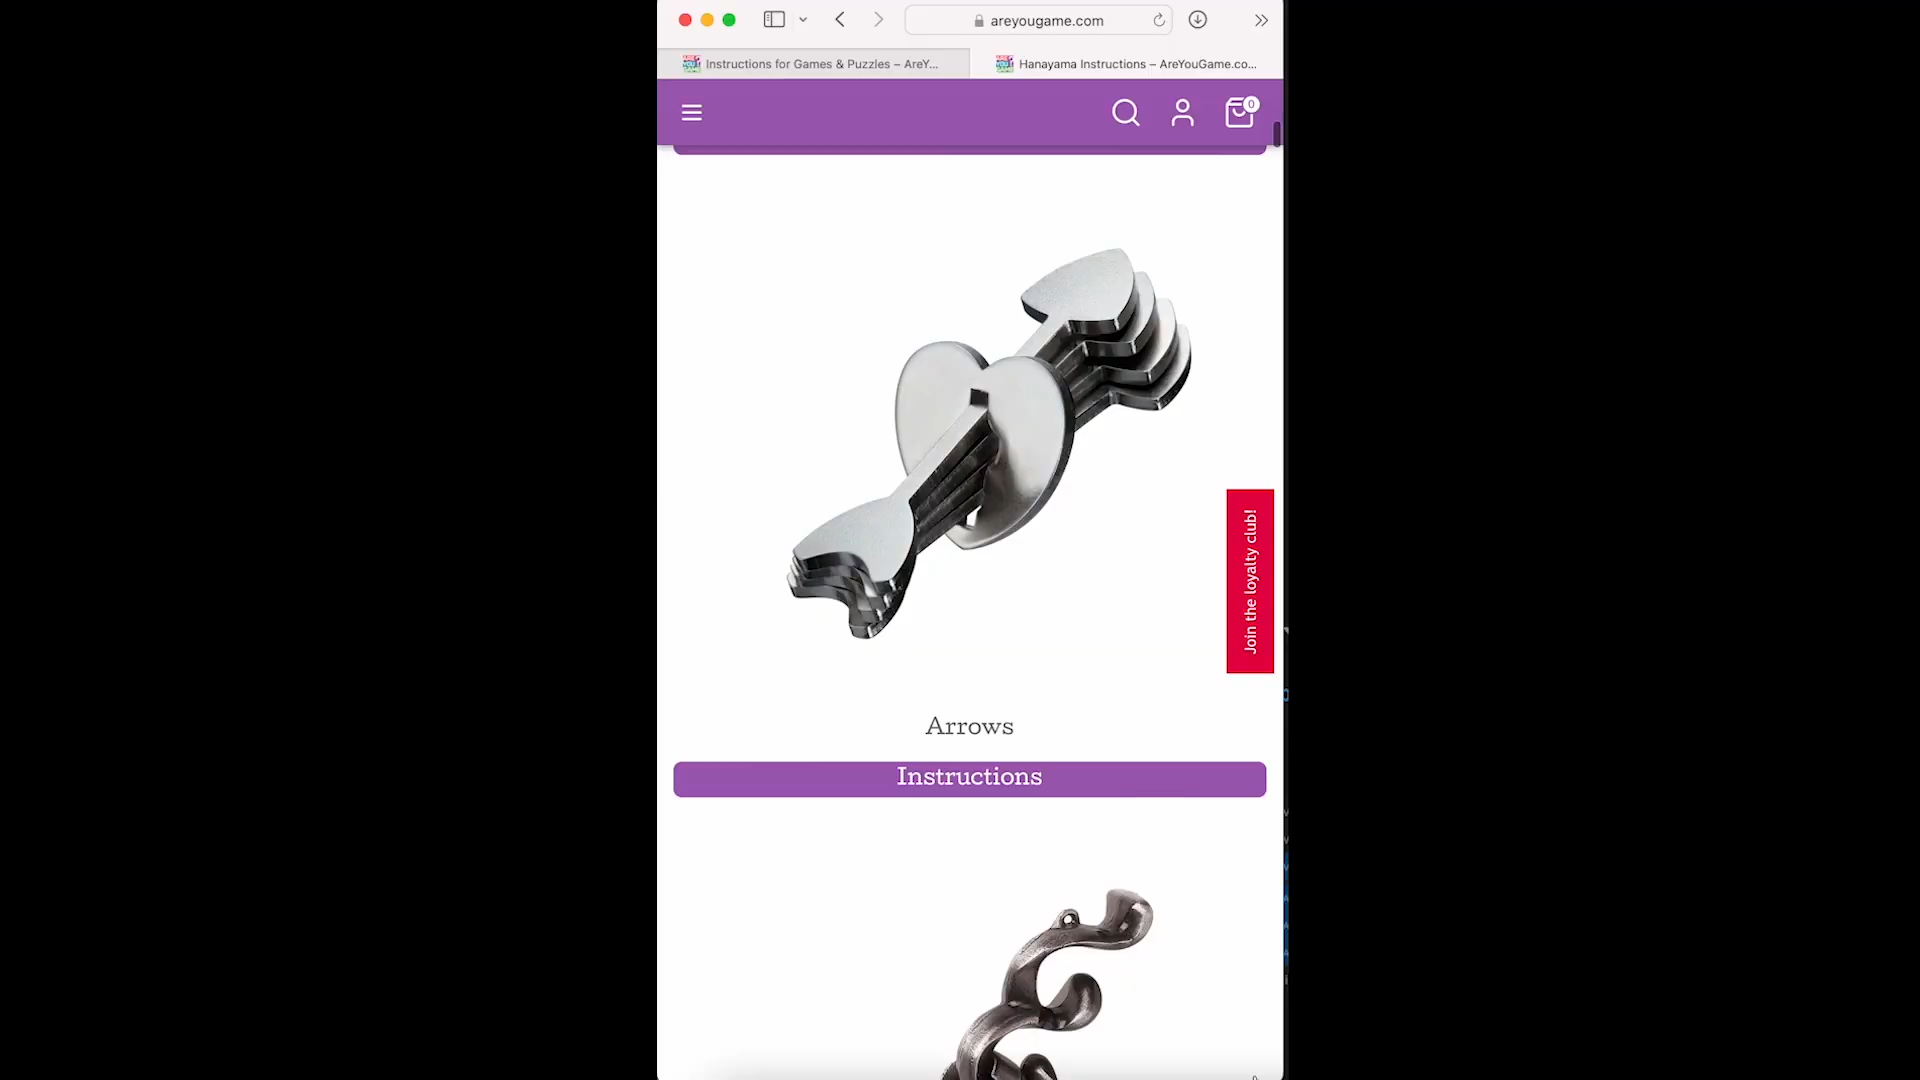 areyougame.com
Instructions for Games & Puzzles – AreY...
Hanayama Instructions – AreYouGame.co...
0
Join the loyalty club!
Arrows
Instructions